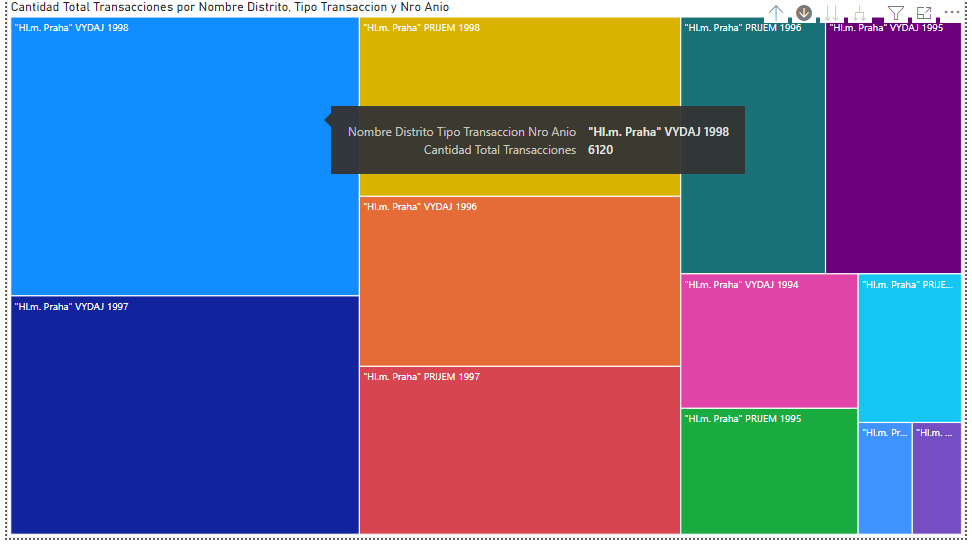 Cantidad Total Transacciones por Nombre Distrito, Tipo Transaccion y Nro Anio
"Hl.m. Praha" VYDAJ 1998
"Hl.m. Praha" PRIJEM 1998
"Hl.m. Praha" PRIJEM 1996
"Hl.m. Praha" VYDAJ 1995
Nombre Distrito Tipo Transaccion Nro Anio "Hl.m. Praha" VYDAJ 1998
Cantidad Total Transacciones 6120
"Hl.m. Praha" VYDAJ 1996
"Hl.m. Praha" VYDAJ 1994
"Hl.m. Praha" PRIJE...
"Hl.m. Praha" VYDAJ 1997
"Hl.m. Praha" PRIJEM 1997
"Hl.m. Praha" PRIJEM 1995
"Hl.m. Pr...
"Hl.m. ...